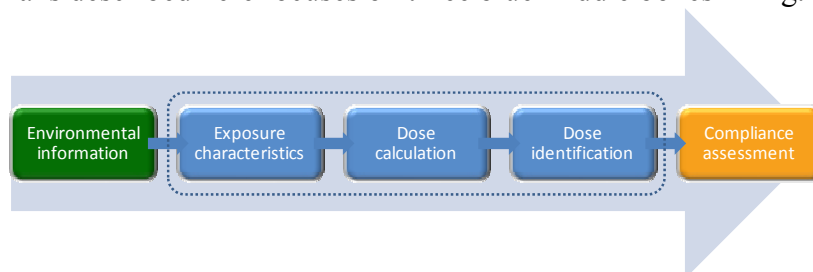 Environmental
information
Exposure
characteristics
Dose
calculation
Dose
identification
Compliance
assessment